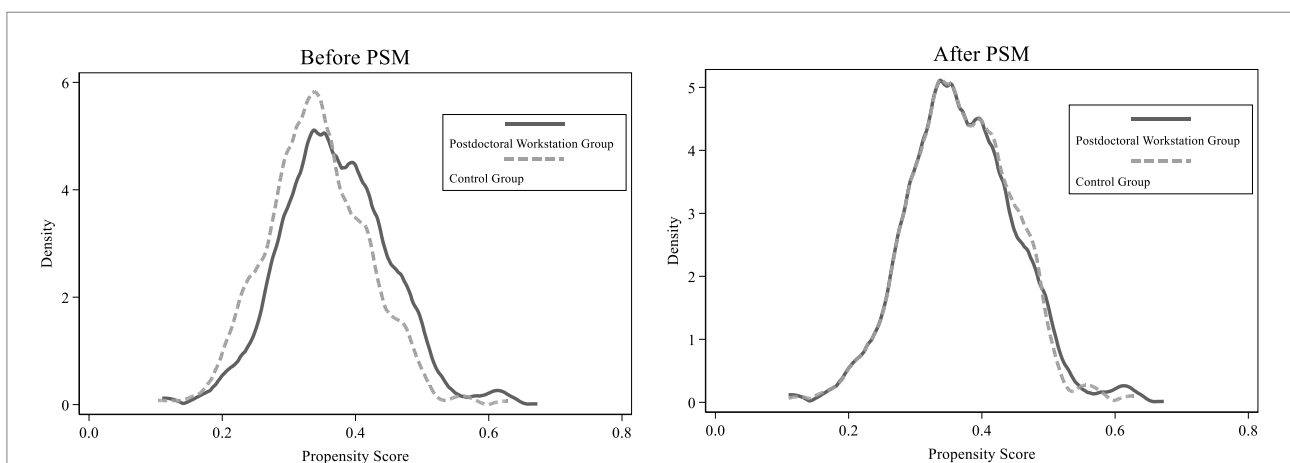 Before PSM
6
4
2
0
Density
0.0 0.2 0.4 0.6 0.8
Propensity Score
Postdoctoral Workstation Group
Control Group
After PSM
5
4
3
2
1
0
Density
0.0 0.2 0.4 0.6 0.8
Propensity Score
Postdoctoral Workstation Group
Control Group